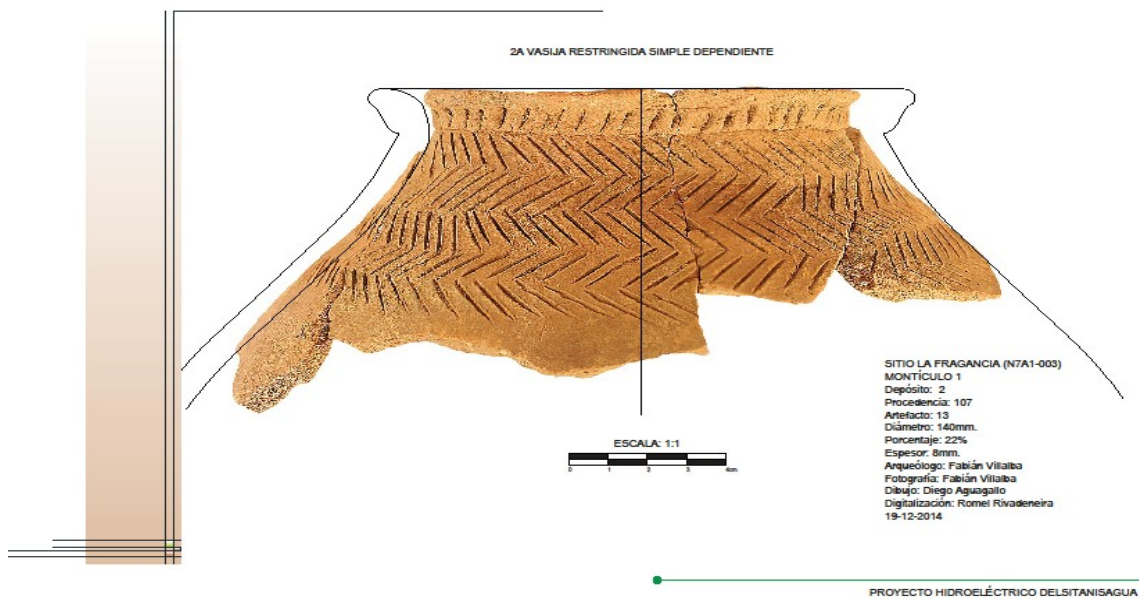 2A VASIJA RESTRINGIDA SIMPLE DEPENDIENTE
SITIO LA FRAGANCIA (N7A1-003)
MONTÍCULO 1
Depósito: 2
Procedencia: 107
Artefacto: 13
Diámetro: 140mm.
Porcentaje: 22%
Espesor: 8mm.
Arqueólogo: Fabián Villalba
Fotografía: Fabián Villalba
Dibujo: Diego Aguagallo
Digitalización: Romel Rivadeneira
19-12-2014
ESCALA: 1:1
0 1 2 3 4cm.
PROYECTO HIDROELÉCTRICO DELSITANISAGUA